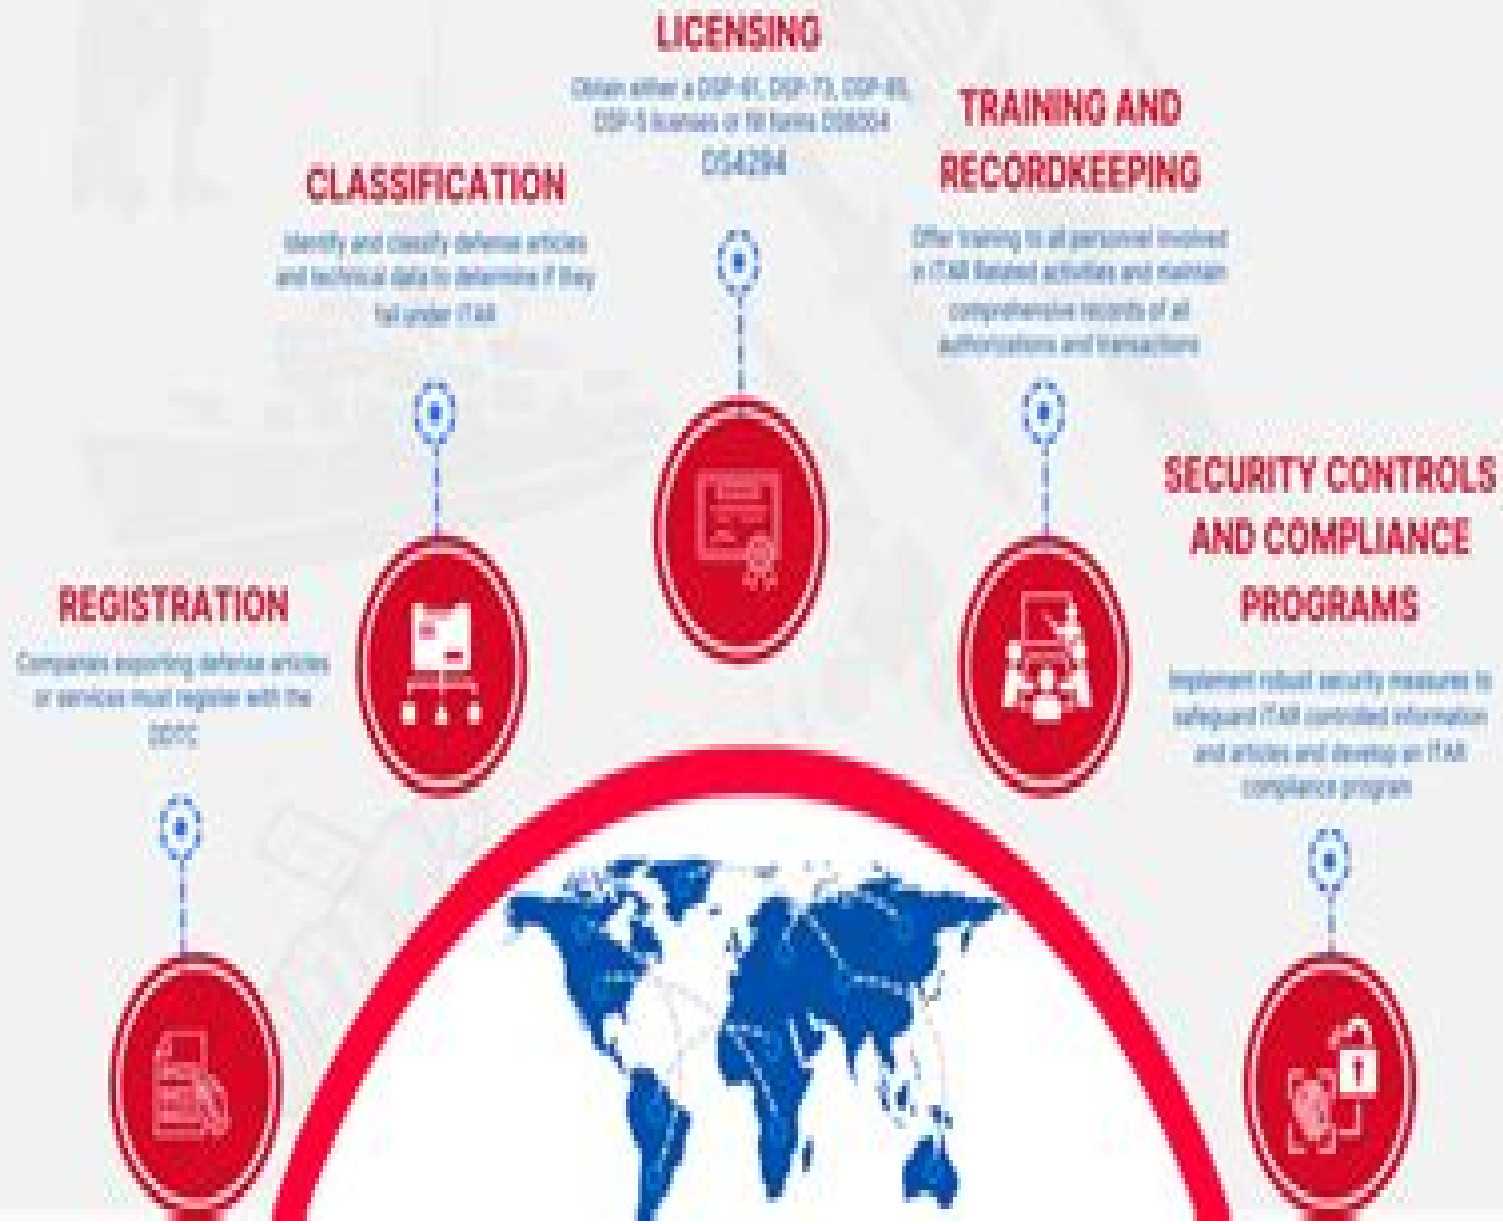 LICENSING
Obtain either a DSP-61, DSP-73, DSP-85,
DSP-5 licenses or fill forms DS6004
DS4294
TRAINING AND
RECORDKEEPING
Offer training to all personnel involved
in ITAR Related activities and maintain
comprehensive records of all
authorizations and transactions
CLASSIFICATION
Identify and classify defense articles
and technical data to determine if they
fall under ITAR
SECURITY CONTROLS
AND COMPLIANCE
PROGRAMS
Implement robust security measures to
safeguard ITAR controlled information
and articles and develop an ITAR
compliance program
REGISTRATION
Companies exporting defense articles
or services must register with the
DDTC